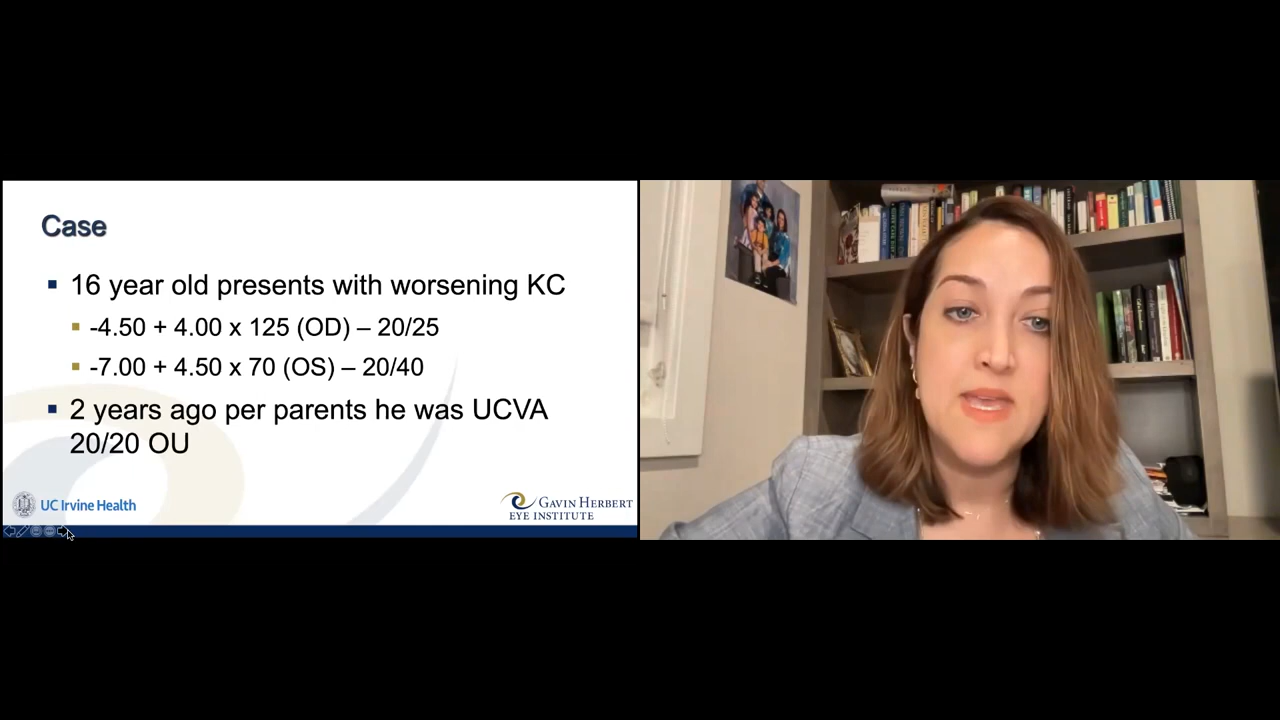 Case
16 year old presents with worsening KC
-4.50 + 4.00 x 125 (OD) – 20/25
-7.00 + 4.50 x 70 (OS) – 20/40
2 years ago per parents he was UCVA
20/20 OU
UC Irvine Health
GAVIN HERBERT
EYE INSTITUTE